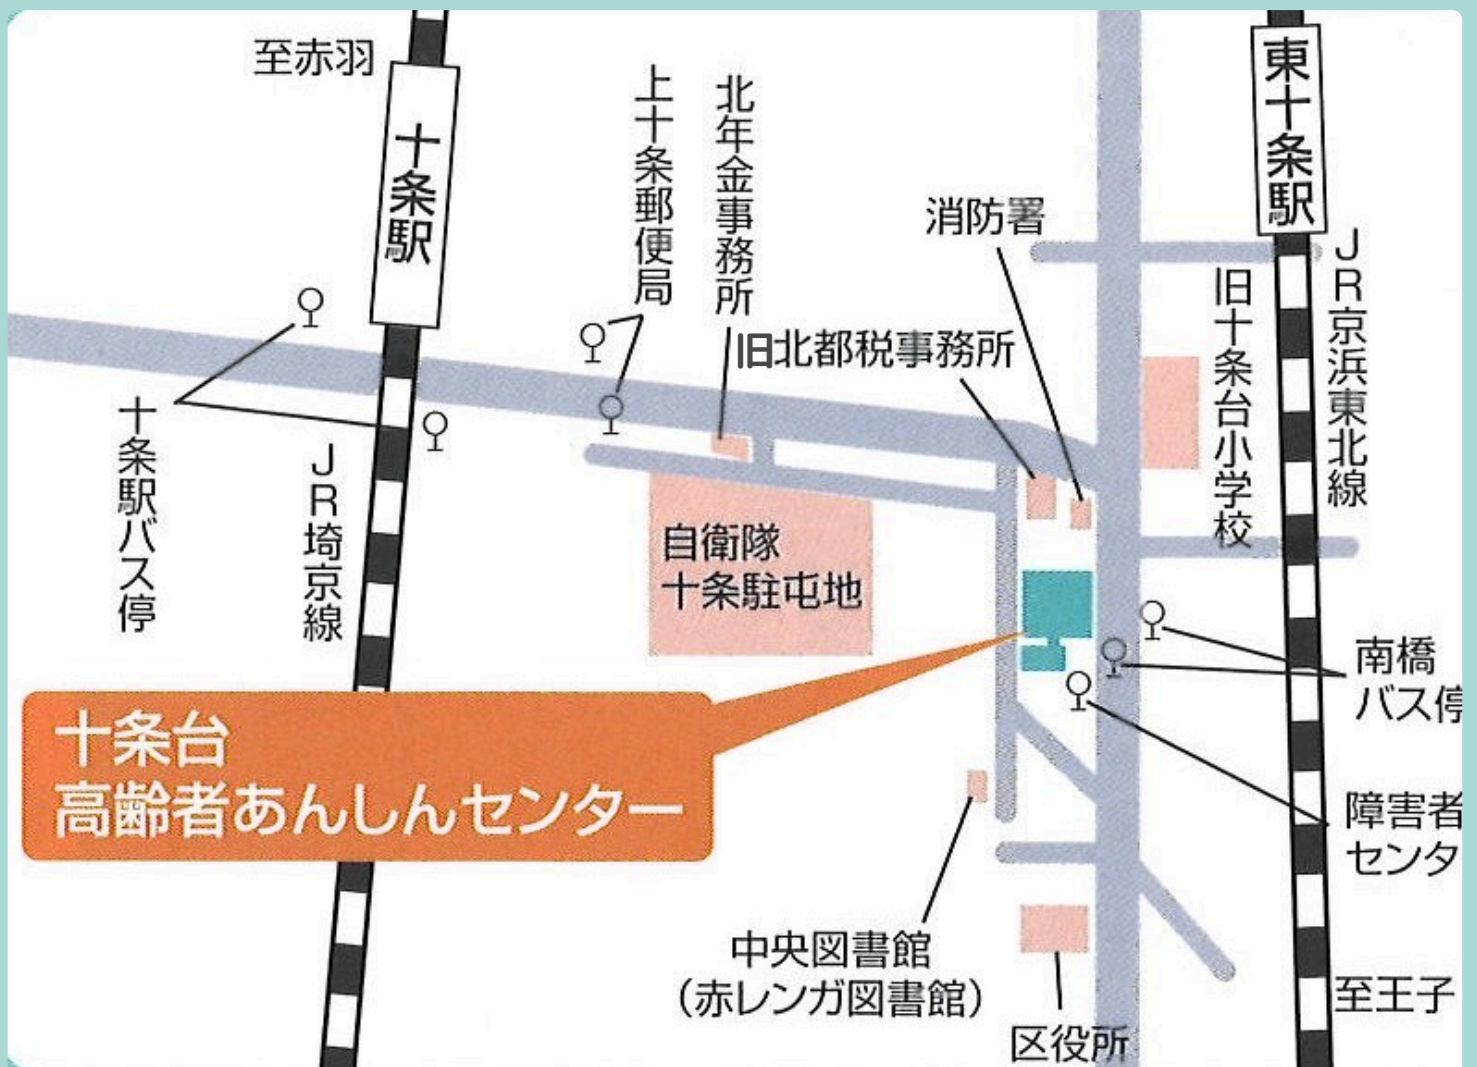 至赤羽
十条駅
上十条郵便局
北年金事務所
消防署
旧北都税事務所
東十条駅
JR京浜東北線
旧十条台小学校
十条駅バス停
JR埼京線
自衛隊
十条駐屯地
南橋
バス停
十条台
高齢者あんしんセンター
障害者
センタ
中央図書館
（赤レンガ図書館）
区役所
至王子